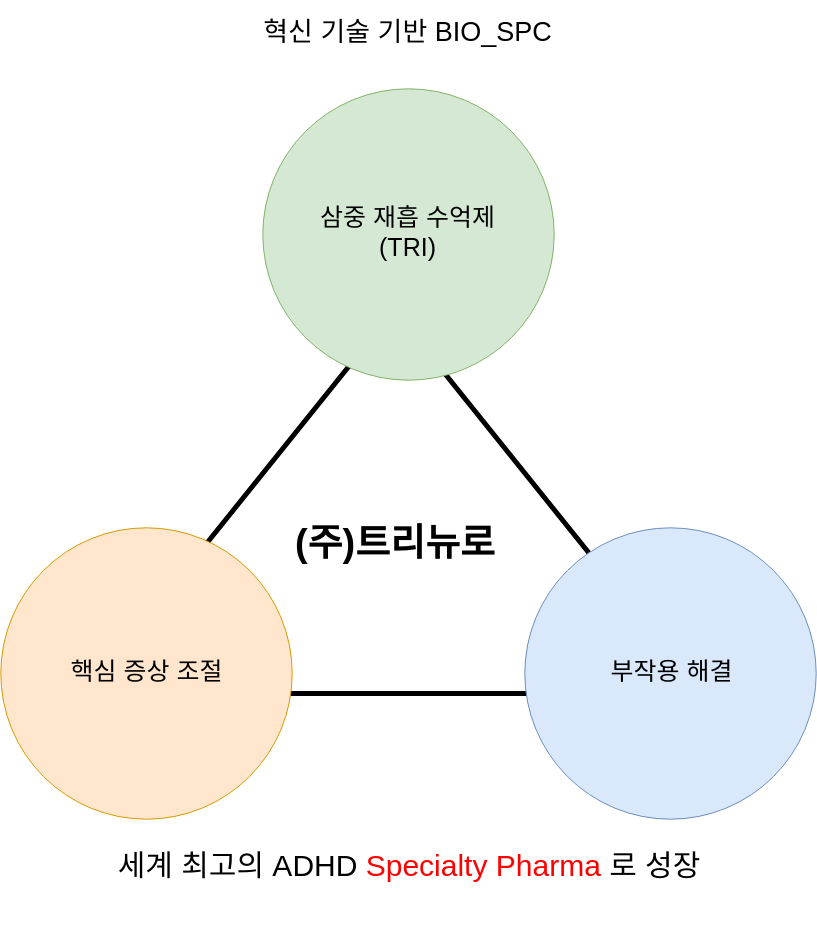 혁신 기술 기반 BIO_SPC
삼중 재흡 수억제
(TRI)
(주)트리뉴로
핵심 증상 조절
부작용 해결
세계 최고의 ADHD Specialty Pharma 로 성장